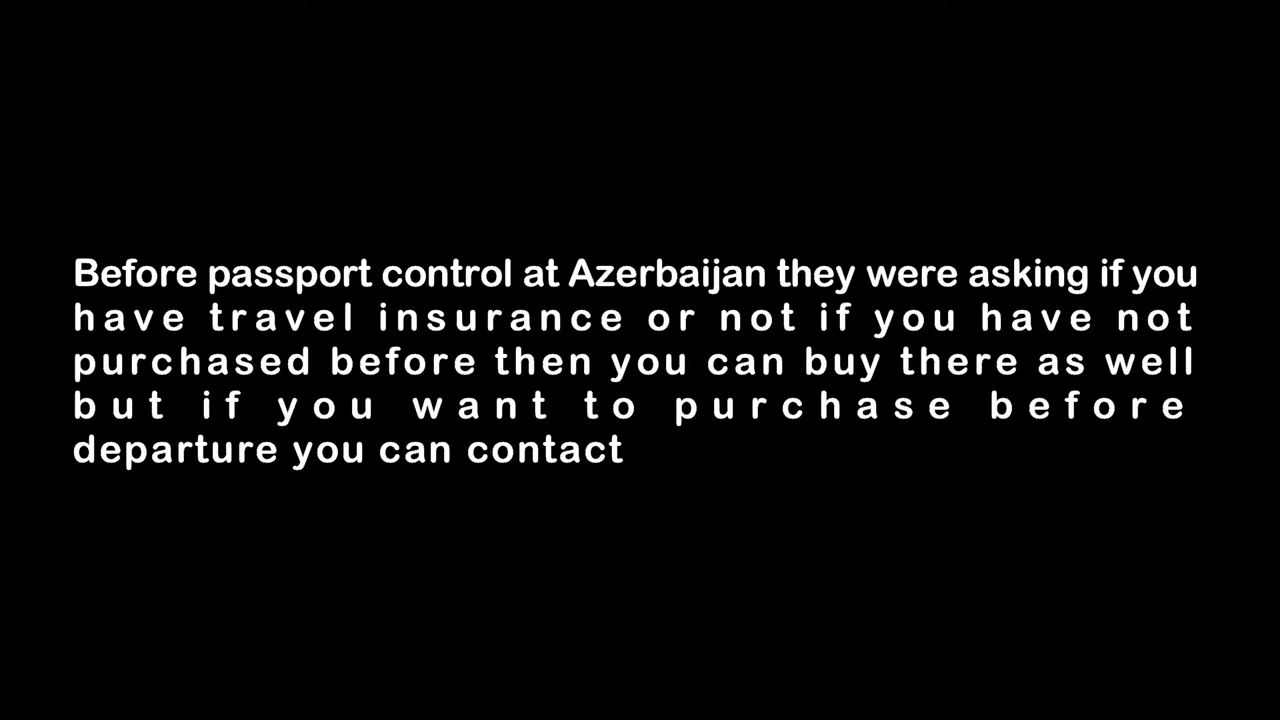 Before passport control at Azerbaijan they were asking if you
have travel insurance or not if you have not
purchased before then you can buy there as well
but if you want to purchase before
departure you can contact